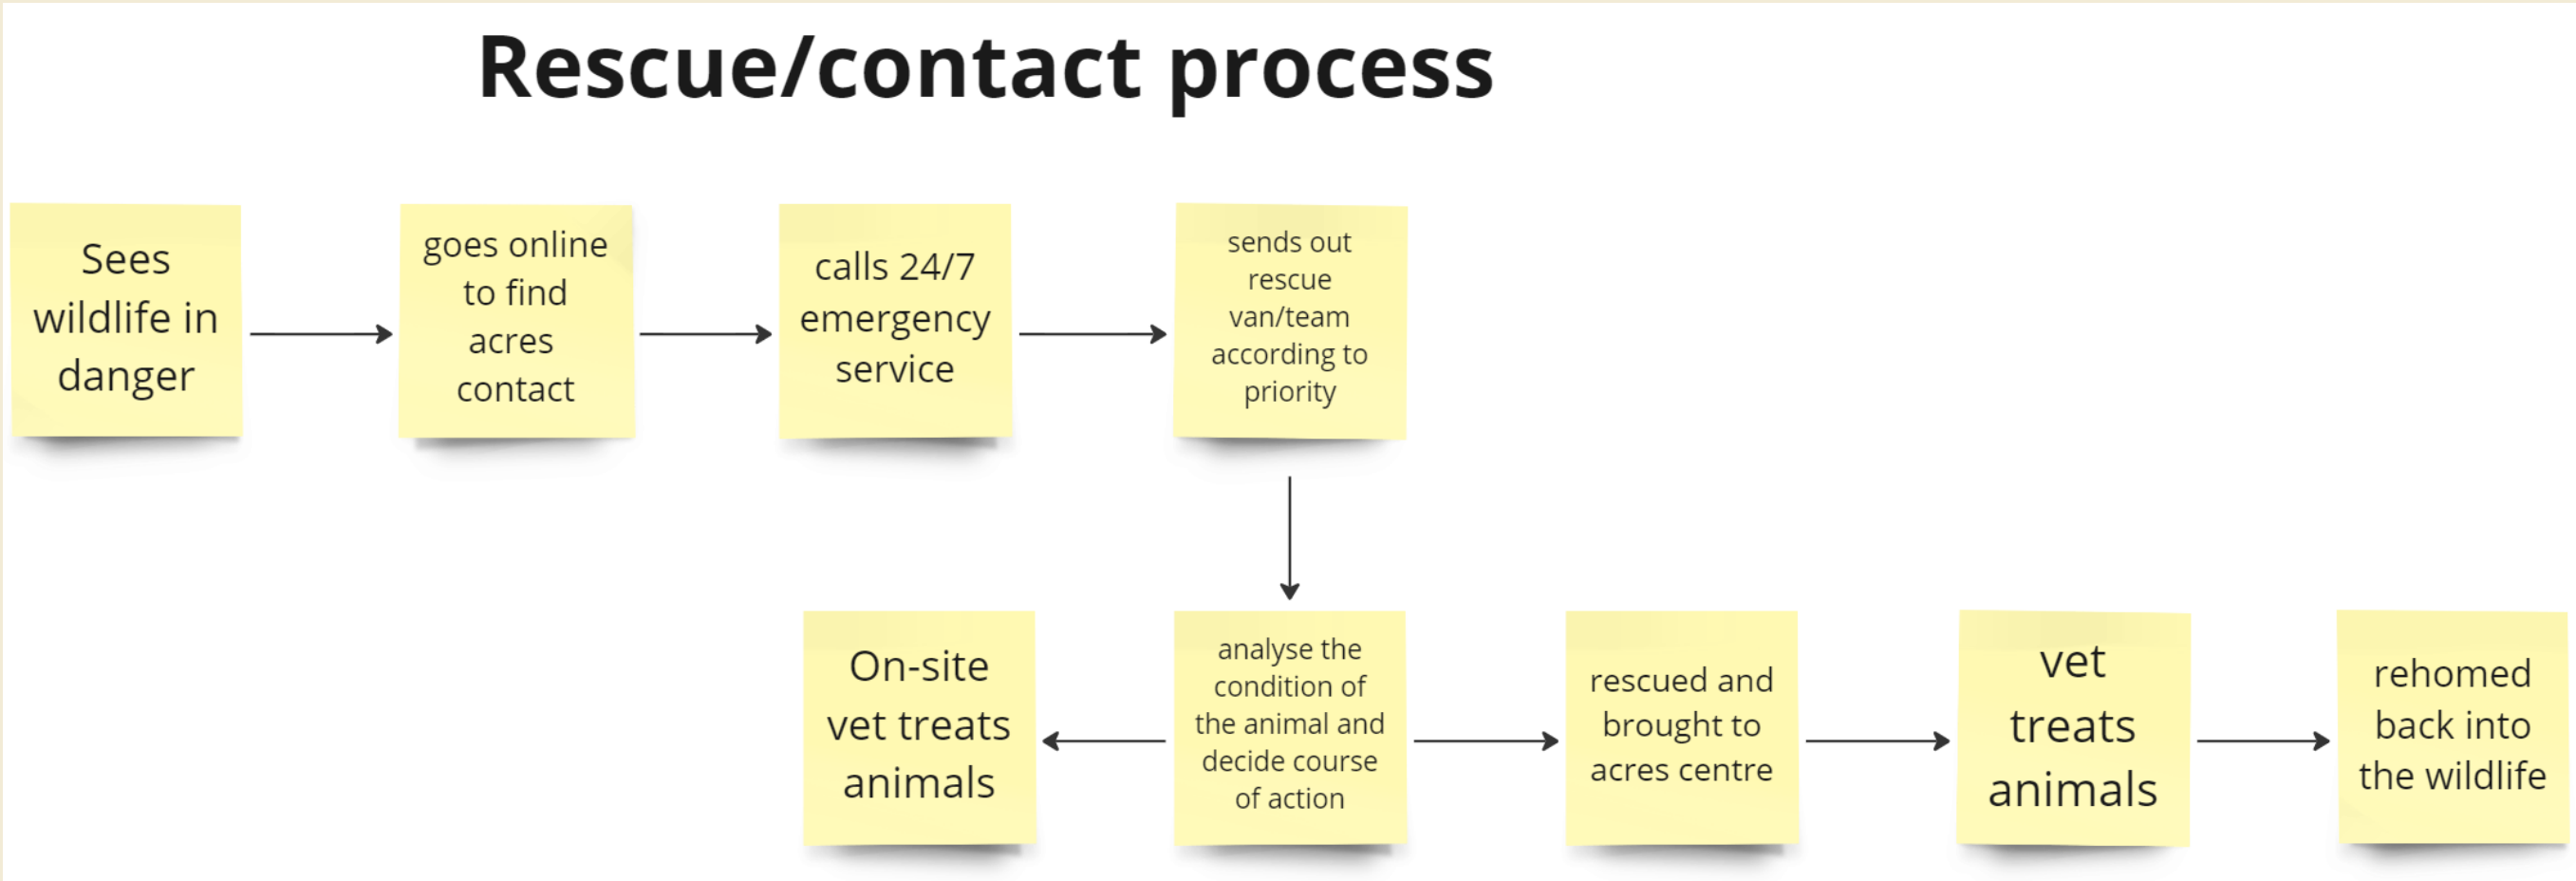 Rescue/contact process
Sees
wildlife in
danger
goes online
to find
acres
contact
calls 24/7
emergency
service
sends out
rescue
van/team
according to
priority
On-site
vet treats
animals
analyse the
condition of
the animal and
decide course
of action
rescued and
brought to
acres centre
vet
treats
animals
rehomed
back into
the wildlife